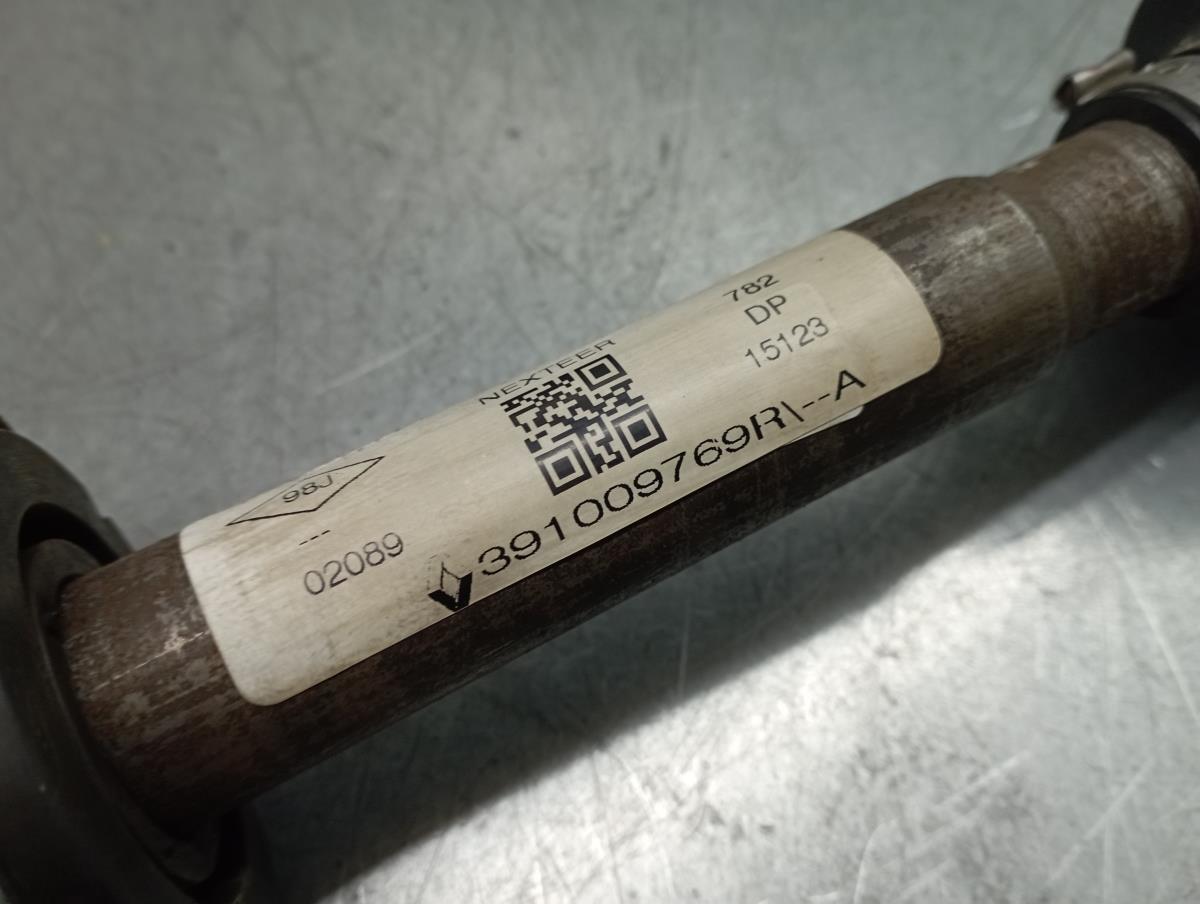 782
DP
15123
NEXTEER
98J
---
02089
391009769R\--A